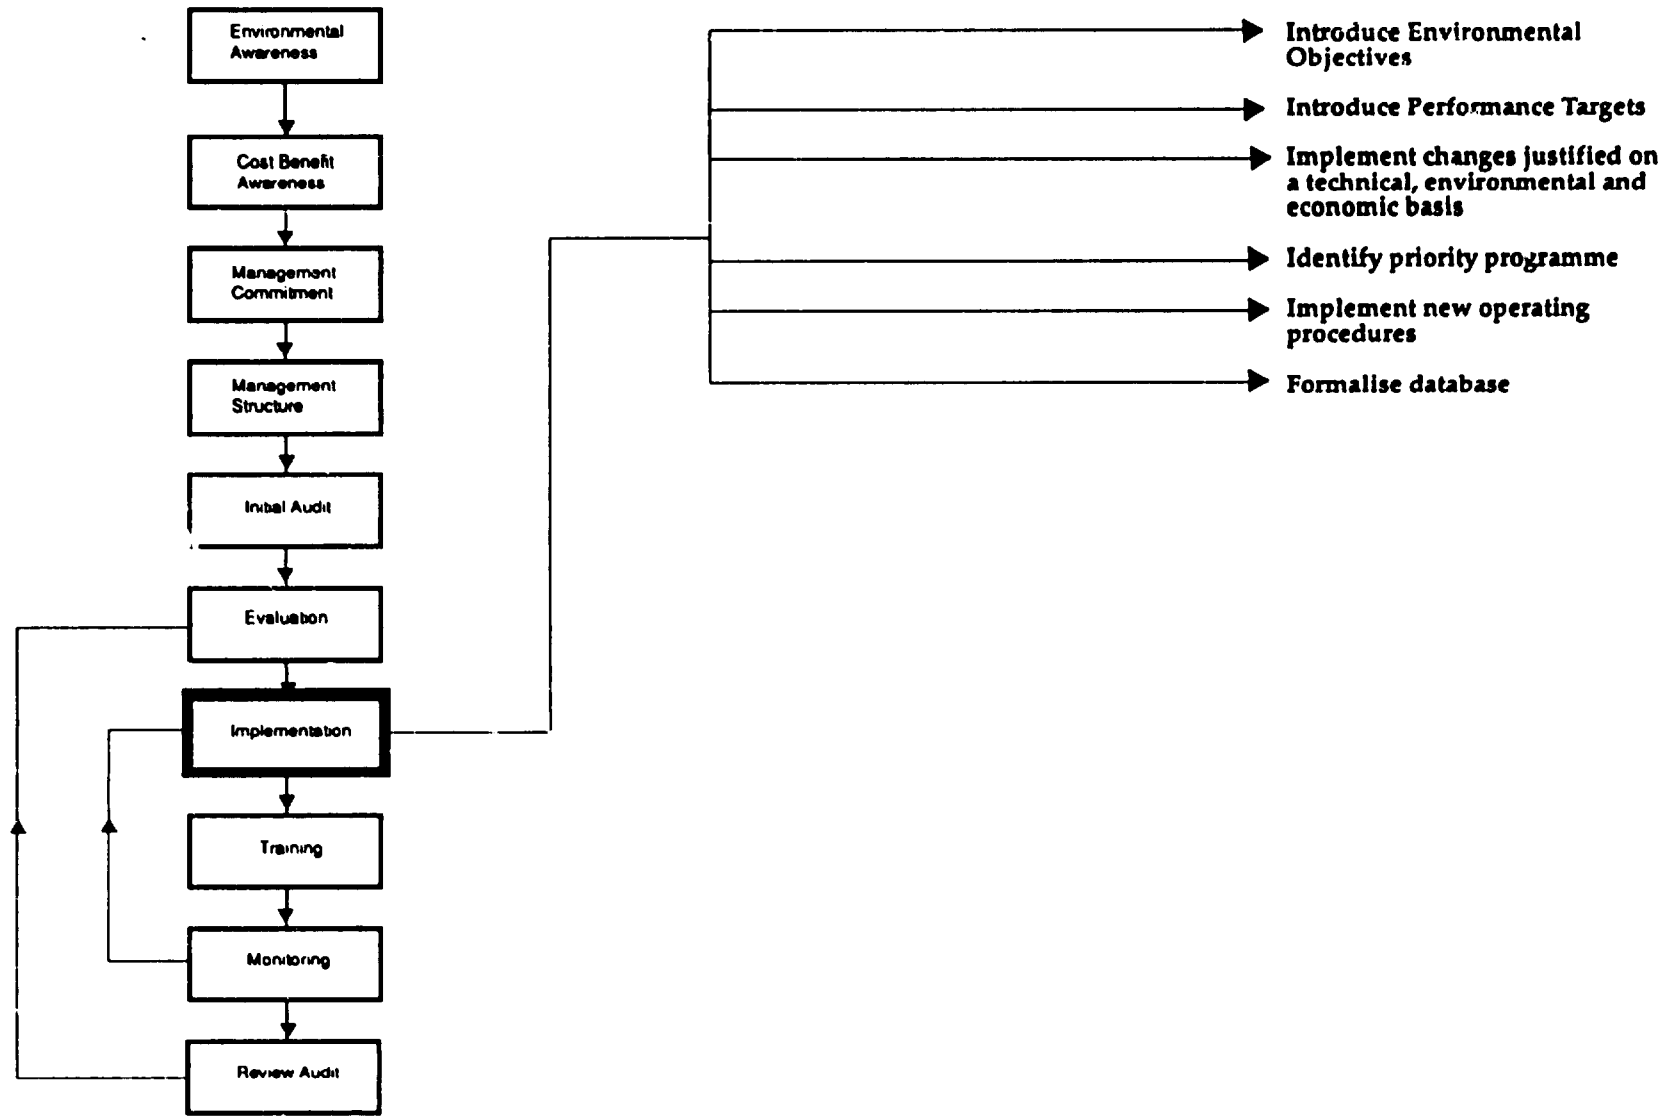 Environmental
Awareness
Cost Benefit
Awareness
Management
Commitment
Management
Structure
Initial Audit
Evaluation
Implementation
Training
Monitoring
Review Audit
Introduce Environmental
Objectives
Introduce Performance Targets
Implement changes justified on
a technical, environmental and
economic basis
Identify priority programme
Implement new operating
procedures
Formalise database